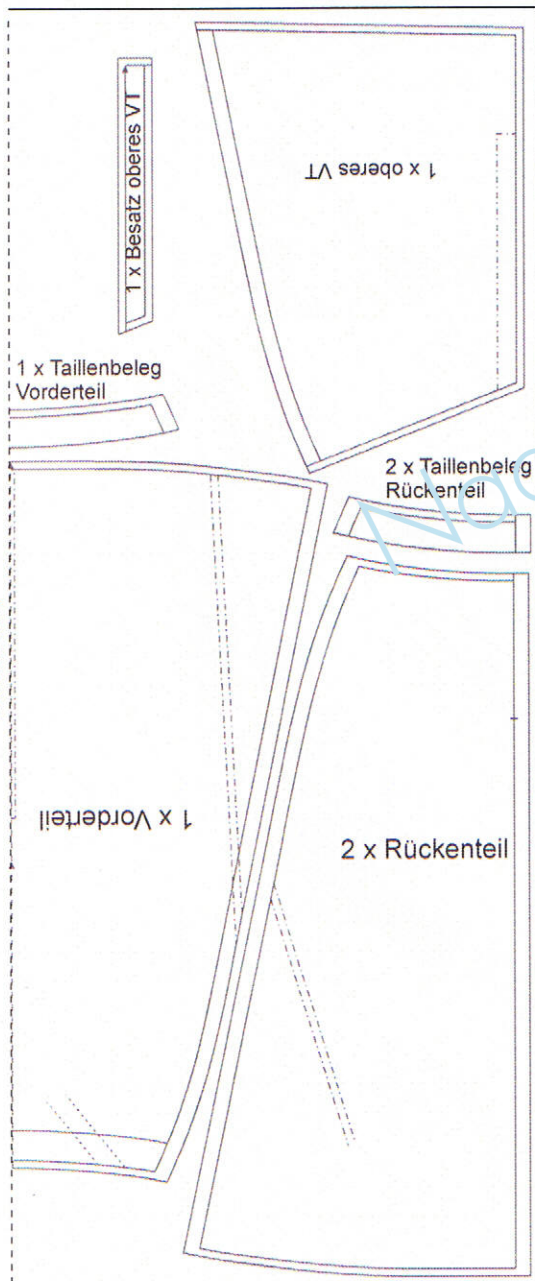 1 x Besatz oberes VT
1 x oberes VT
1 x Taillenbeleg
Vorderteil
2 x Taillenbeleg
Rückenteil
1 x Vorderteil
2 x Rückenteil